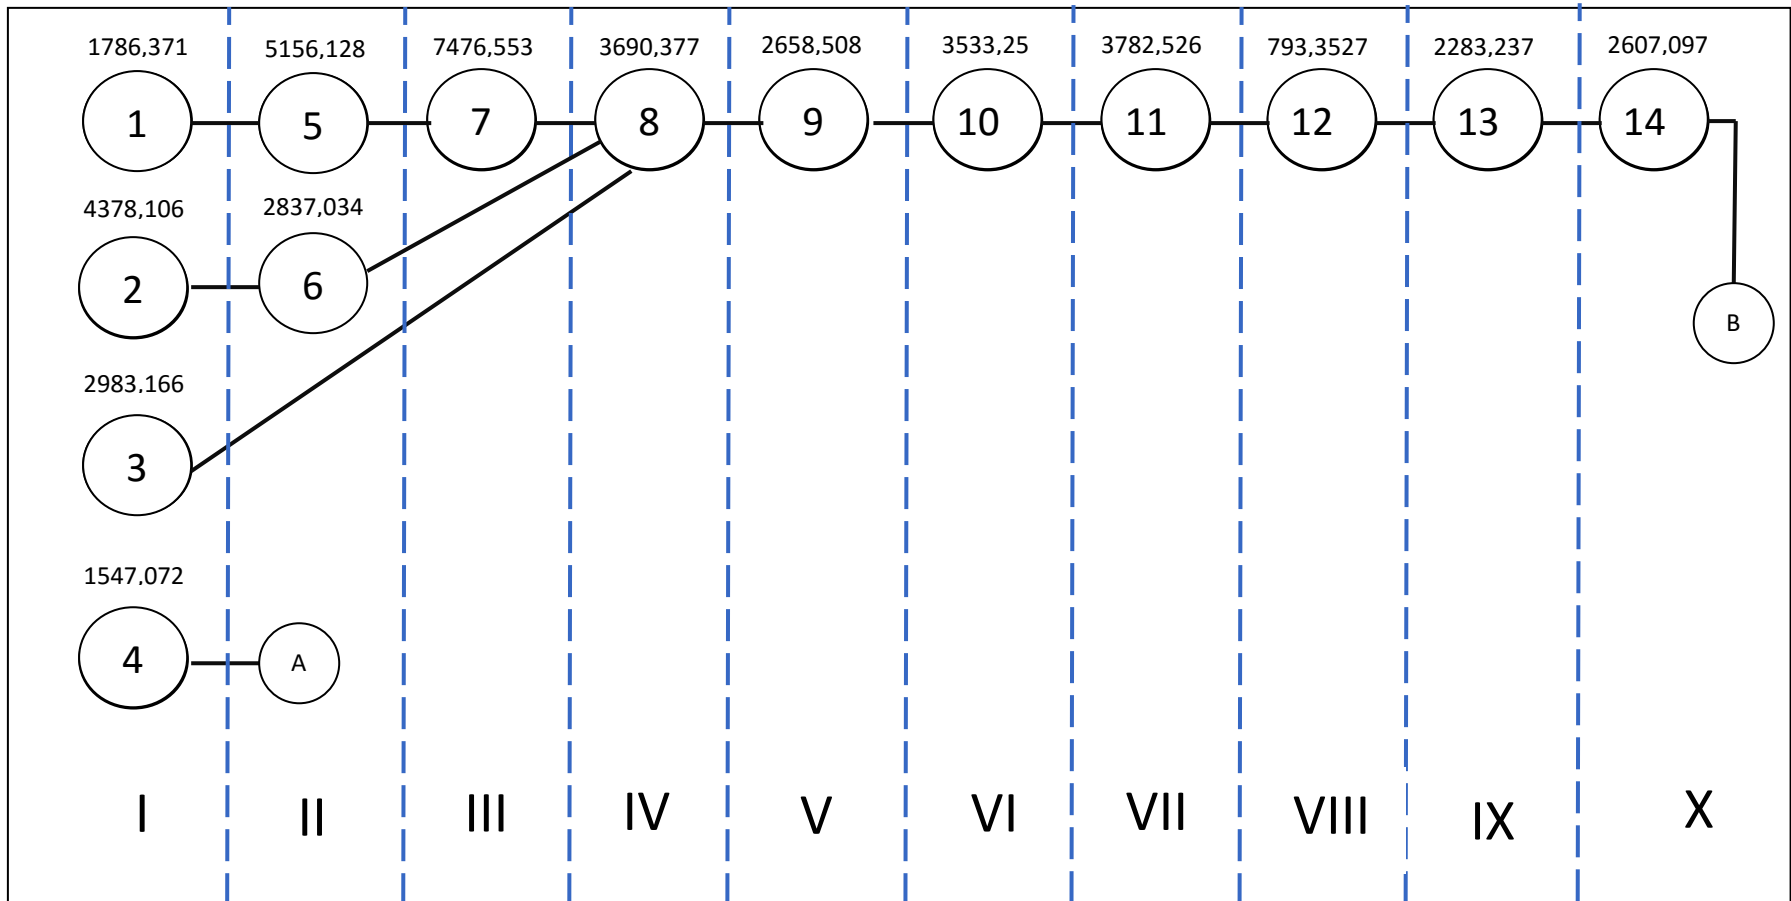 1786,371 5156,128 7476,553 3690,377 2658,508 3533,25 3782,526 793,3527 2283,237 2607,097
1 5 7 8 9 10 11 12 13 14
4378,106 2837,034
2 6
B
2983,166
3
1547,072
4 A
I II III IV V VI VII VIII IX X